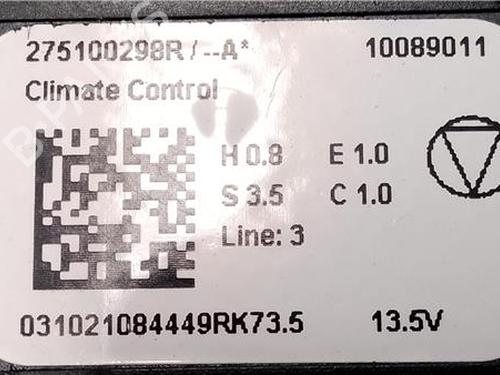 275100298R / --A* 10089011
Climate Control
H 0.8 E 1.0
S 3.5 C 1.0
Line: 3
031021084449RK73.5 13.5V